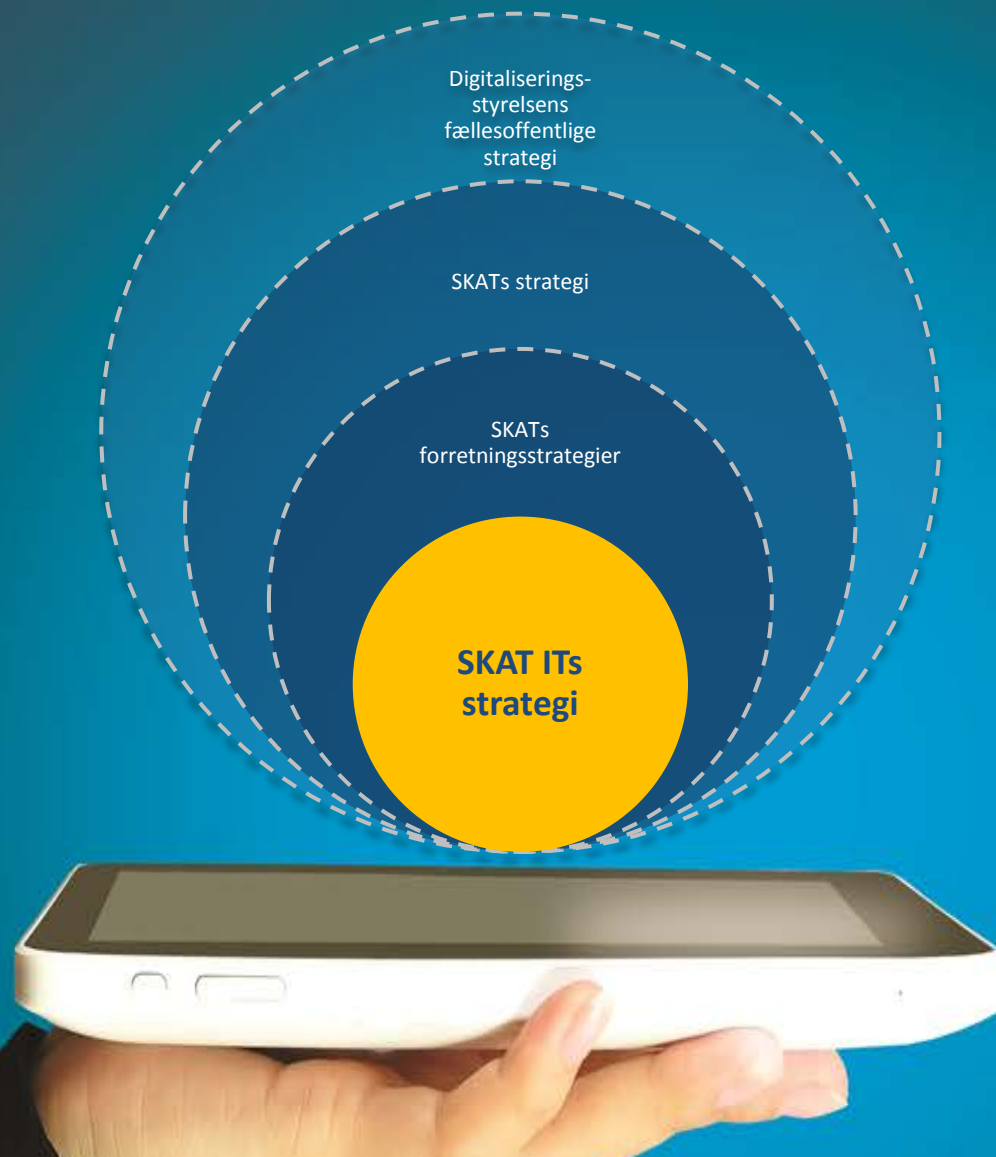 Digitaliserings-
styrelsens
fællesoffentlige
strategi
SKATs strategi
SKATs
forretningsstrategier
SKAT ITs
strategi